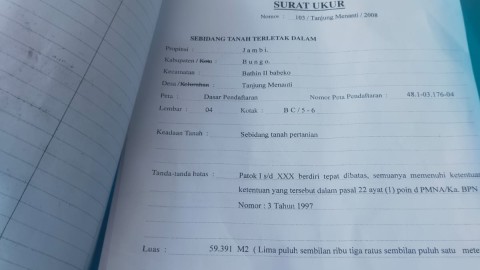 SURAT UKUR
Nomor : 385 / Tanjung Menanti / 2008
SEBIDANG TANAH TERLETAK DALAM
Propinsi : Jambi.
Kabupaten / Kota : Bungo.
Kecamatan : Bathin II babeko
Desa / Kelurahan : Tanjung Menanti
Peta : Dasar Pendaftaran Nomor Peta Pendaftaran : 48.1-03.176-04
Lembar : 04 Kotak : B C / 5 - 6
Keadaan Tanah : Sebidang tanah pertanian
Tanda-tanda batas : Patok I s/d XXX berdiri tepat dibatas, semuanya memenuhi ketentuan
ketentuan yang tersebut dalam pasal 22 ayat (1) poin d PMNA/Ka. BPN
Nomor : 3 Tahun 1997
Luas : 59.391 M2 ( Lima puluh sembilan ribu tiga ratus sembilan puluh satu mete